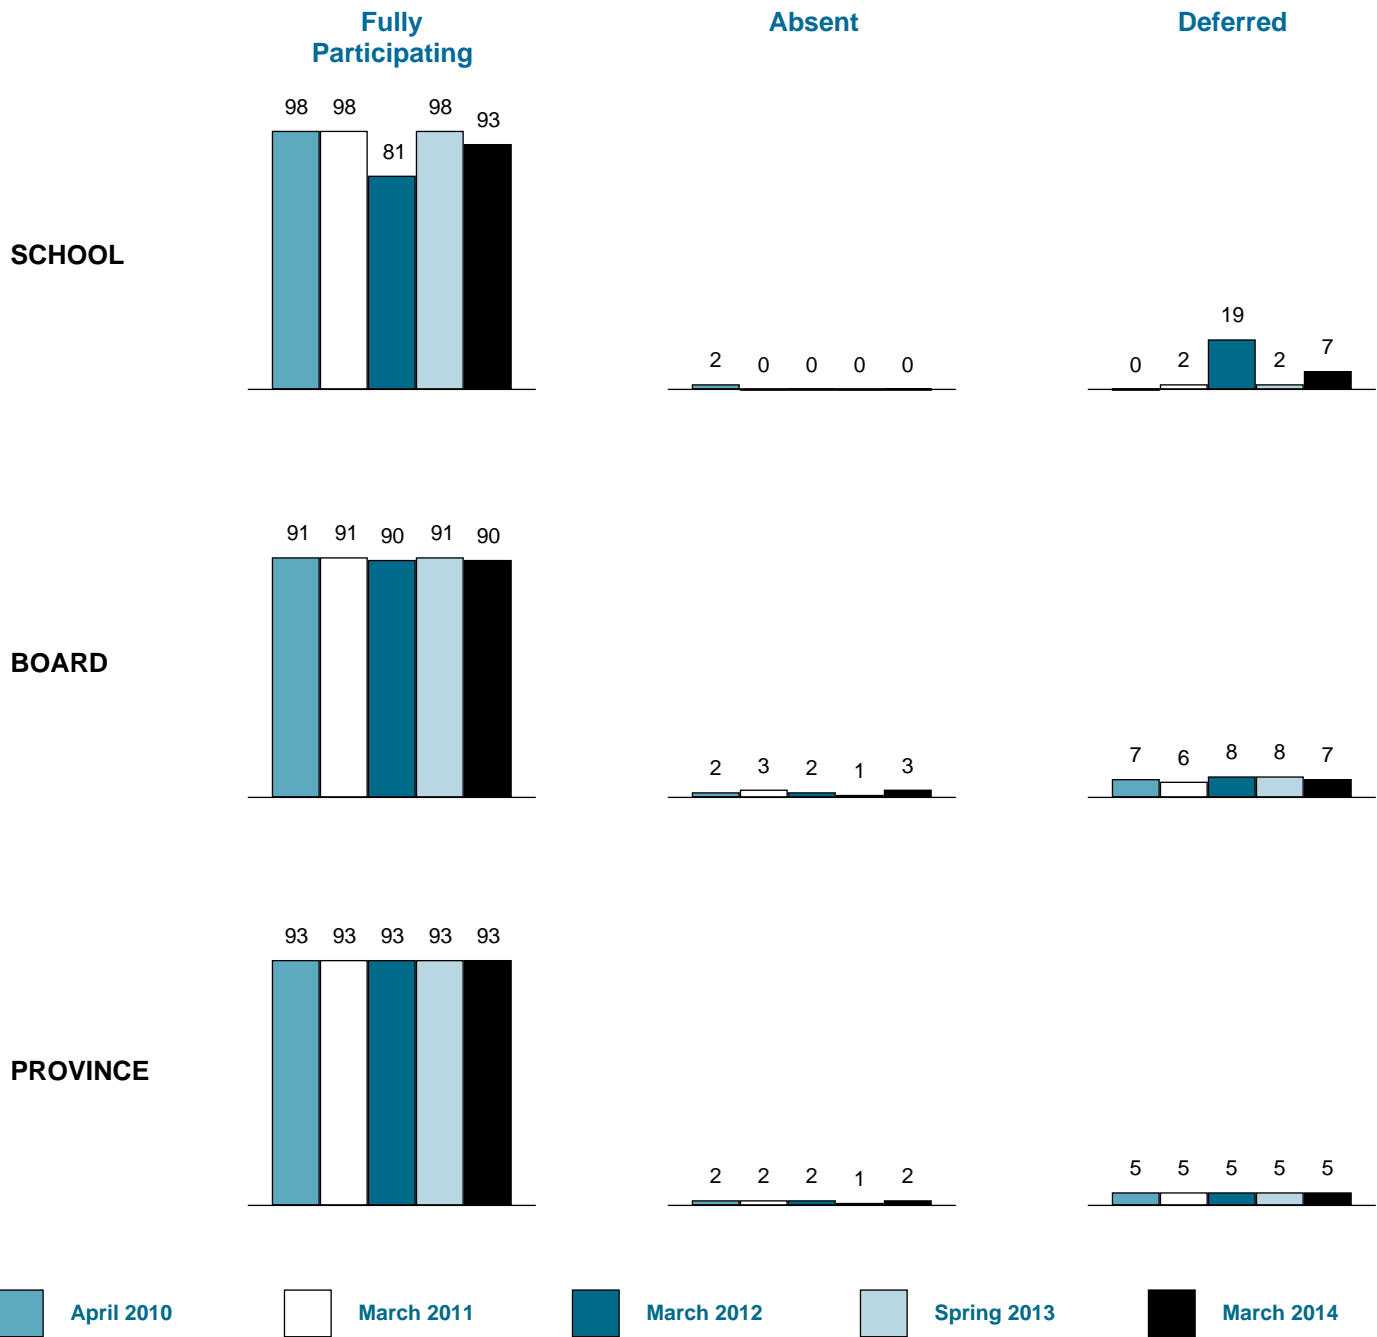 Fully
Participating
Absent
Deferred
SCHOOL
98 98 81 98 93
2 0 0 0 0
0 2 19 2 7
BOARD
91 91 90 91 90
2 3 2 1 3
7 6 8 8 7
PROVINCE
93 93 93 93 93
2 2 2 1 2
5 5 5 5 5
April 2010
March 2011
March 2012
Spring 2013
March 2014